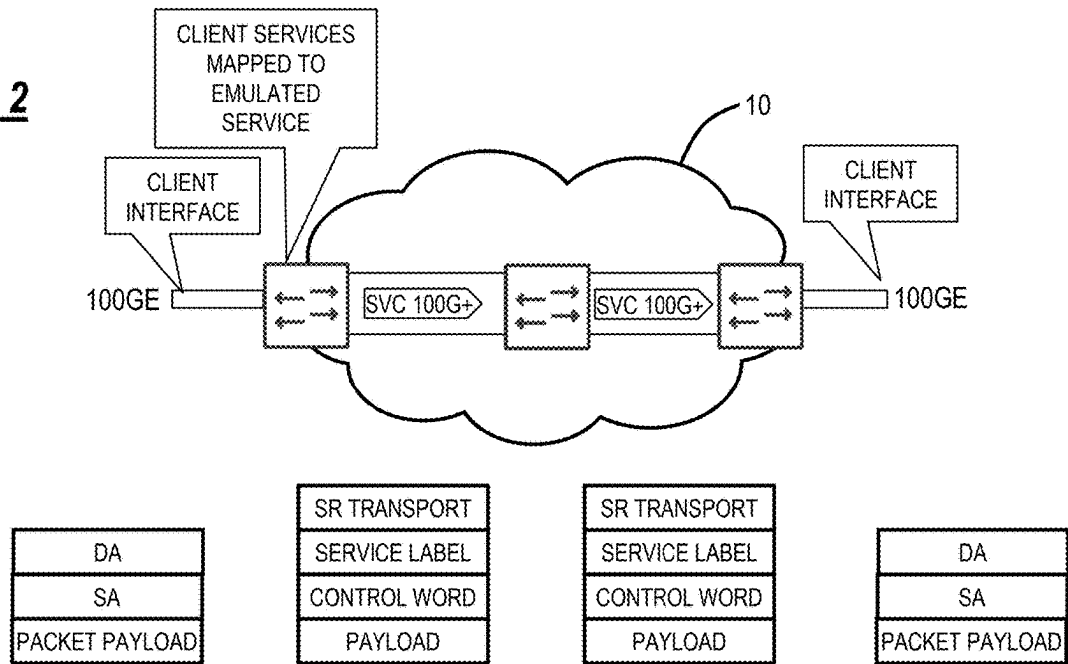 2
CLIENT SERVICES
MAPPED TO
EMULATED
SERVICE
10
CLIENT
INTERFACE
CLIENT
INTERFACE
100GE
SVC 100G+
SVC 100G+
100GE
SR TRANSPORT
SERVICE LABEL
CONTROL WORD
PAYLOAD
SR TRANSPORT
SERVICE LABEL
CONTROL WORD
PAYLOAD
DA
SA
PACKET PAYLOAD
DA
SA
PACKET PAYLOAD